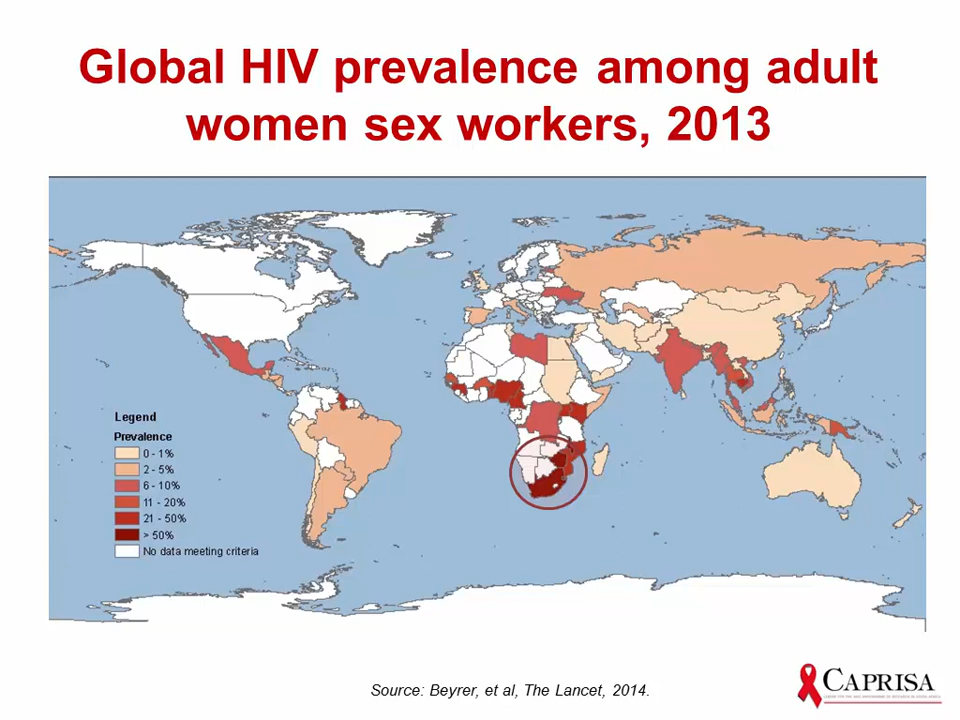 Global HIV prevalence among adult
women sex workers, 2013
Legend
Prevalence
0 - 1%
2 - 5%
6 - 10%
11 - 20%
21 - 50%
> 50%
No data meeting criteria
Source: Beyrer, et al, The Lancet, 2014.
CAPRISA